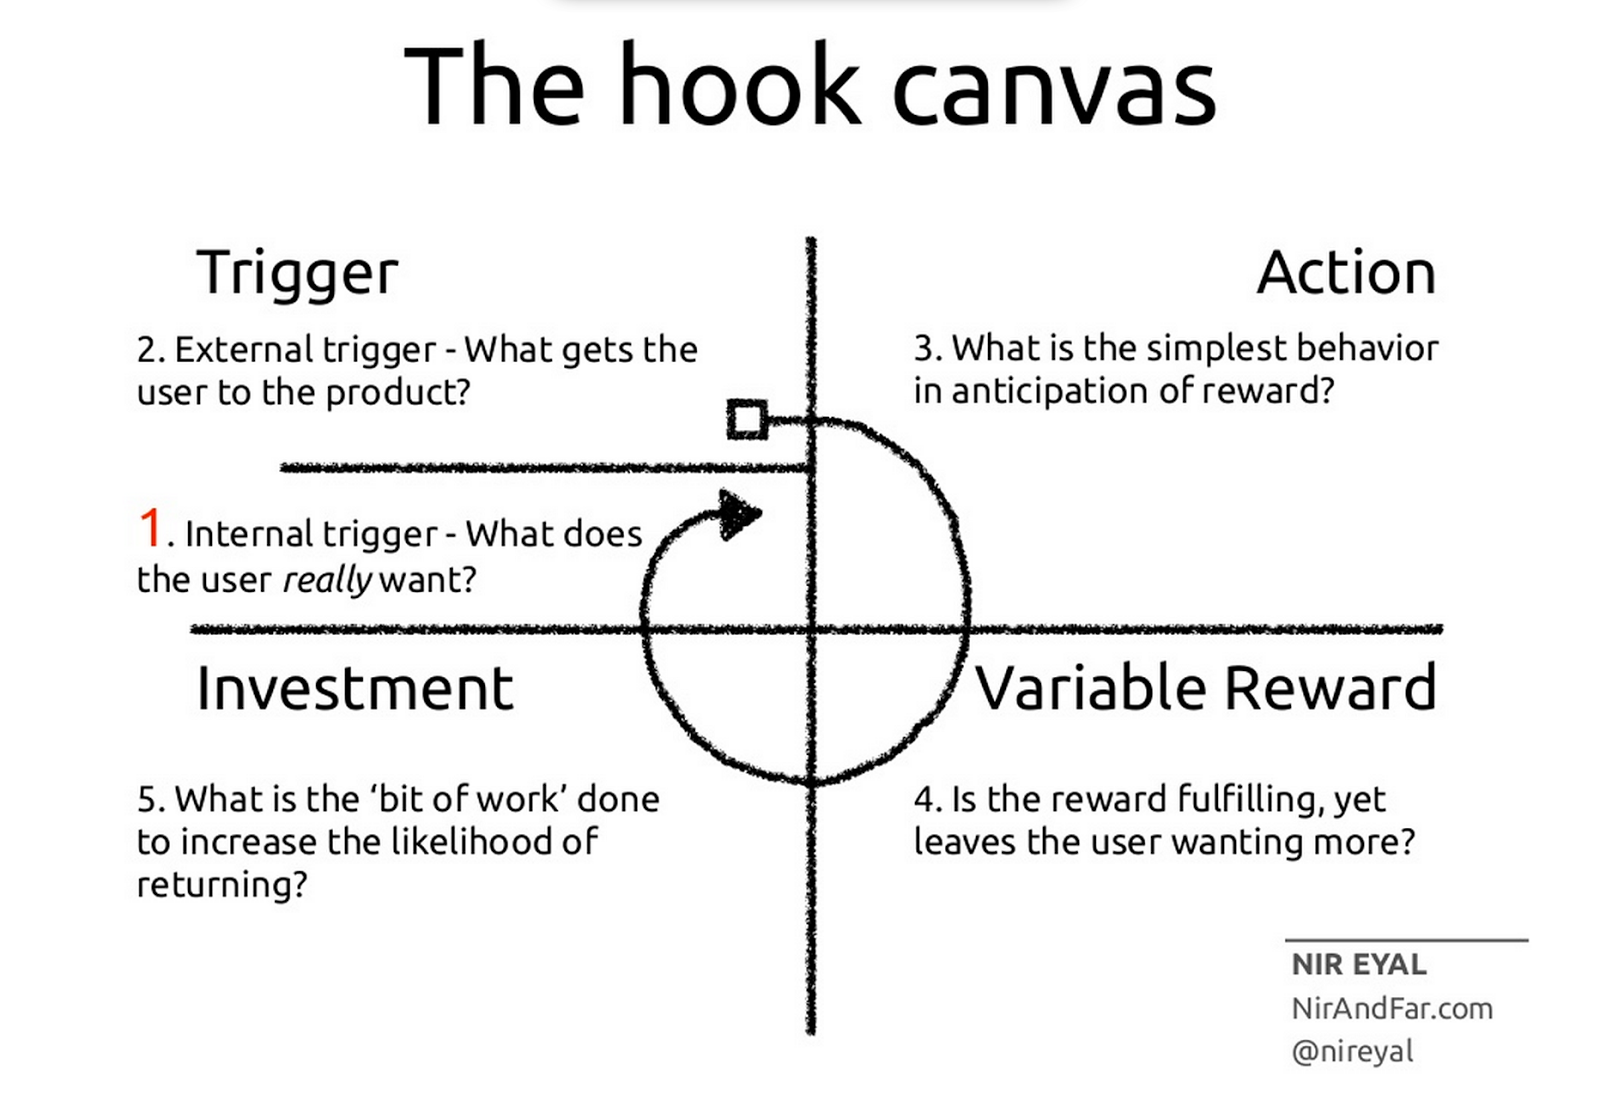 The hook canvas
Trigger
2. External trigger - What gets the
user to the product?
1. Internal trigger - What does
the user really want?
Action
3. What is the simplest behavior
in anticipation of reward?
Investment
5. What is the ‘bit of work’ done
to increase the likelihood of
returning?
Variable Reward
4. Is the reward fulfilling, yet
leaves the user wanting more?
NIR EYAL
NirAndFar.com
@nireyal